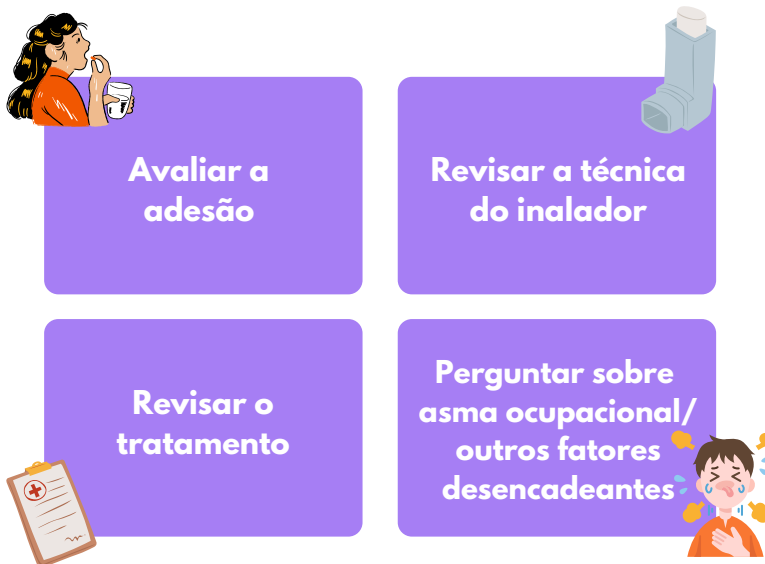 Avaliar a
adesão
Revisar a técnica
do inalador
Revisar o
tratamento
Perguntar sobre
asma ocupacional/
outros fatores
desencadeantes